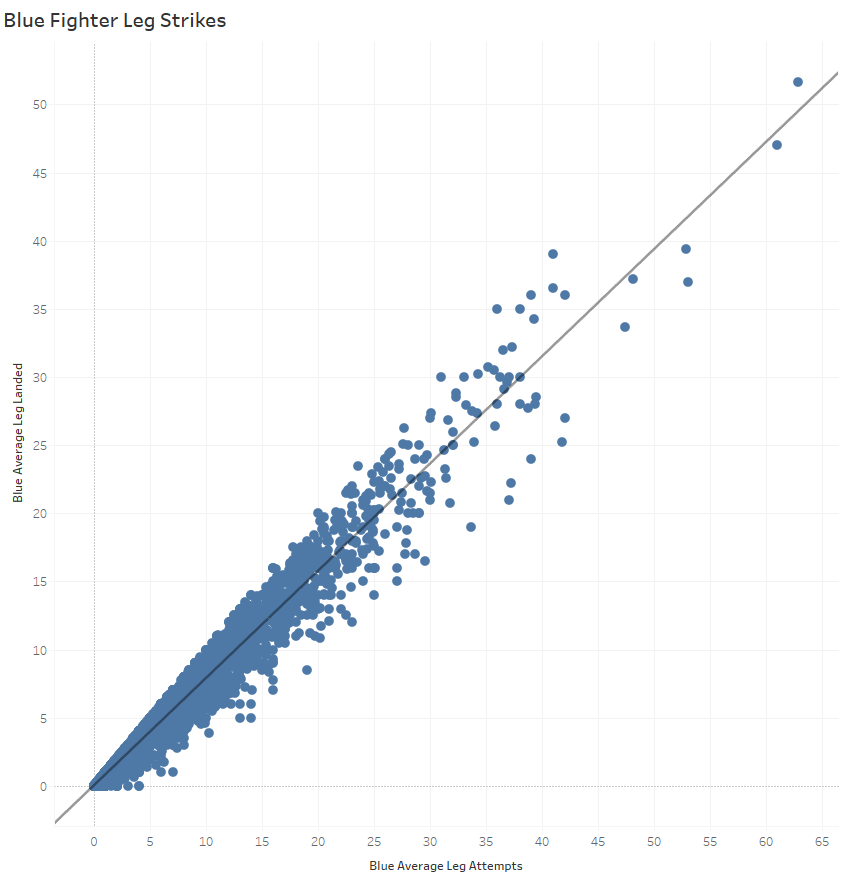 Blue Fighter Leg Strikes
50
45
40
35
30
25
20
15
10
5
0
Blue Average Leg Landed
0 5 10 15 20 25 30 35 40 45 50 55 60 65
Blue Average Leg Attempts